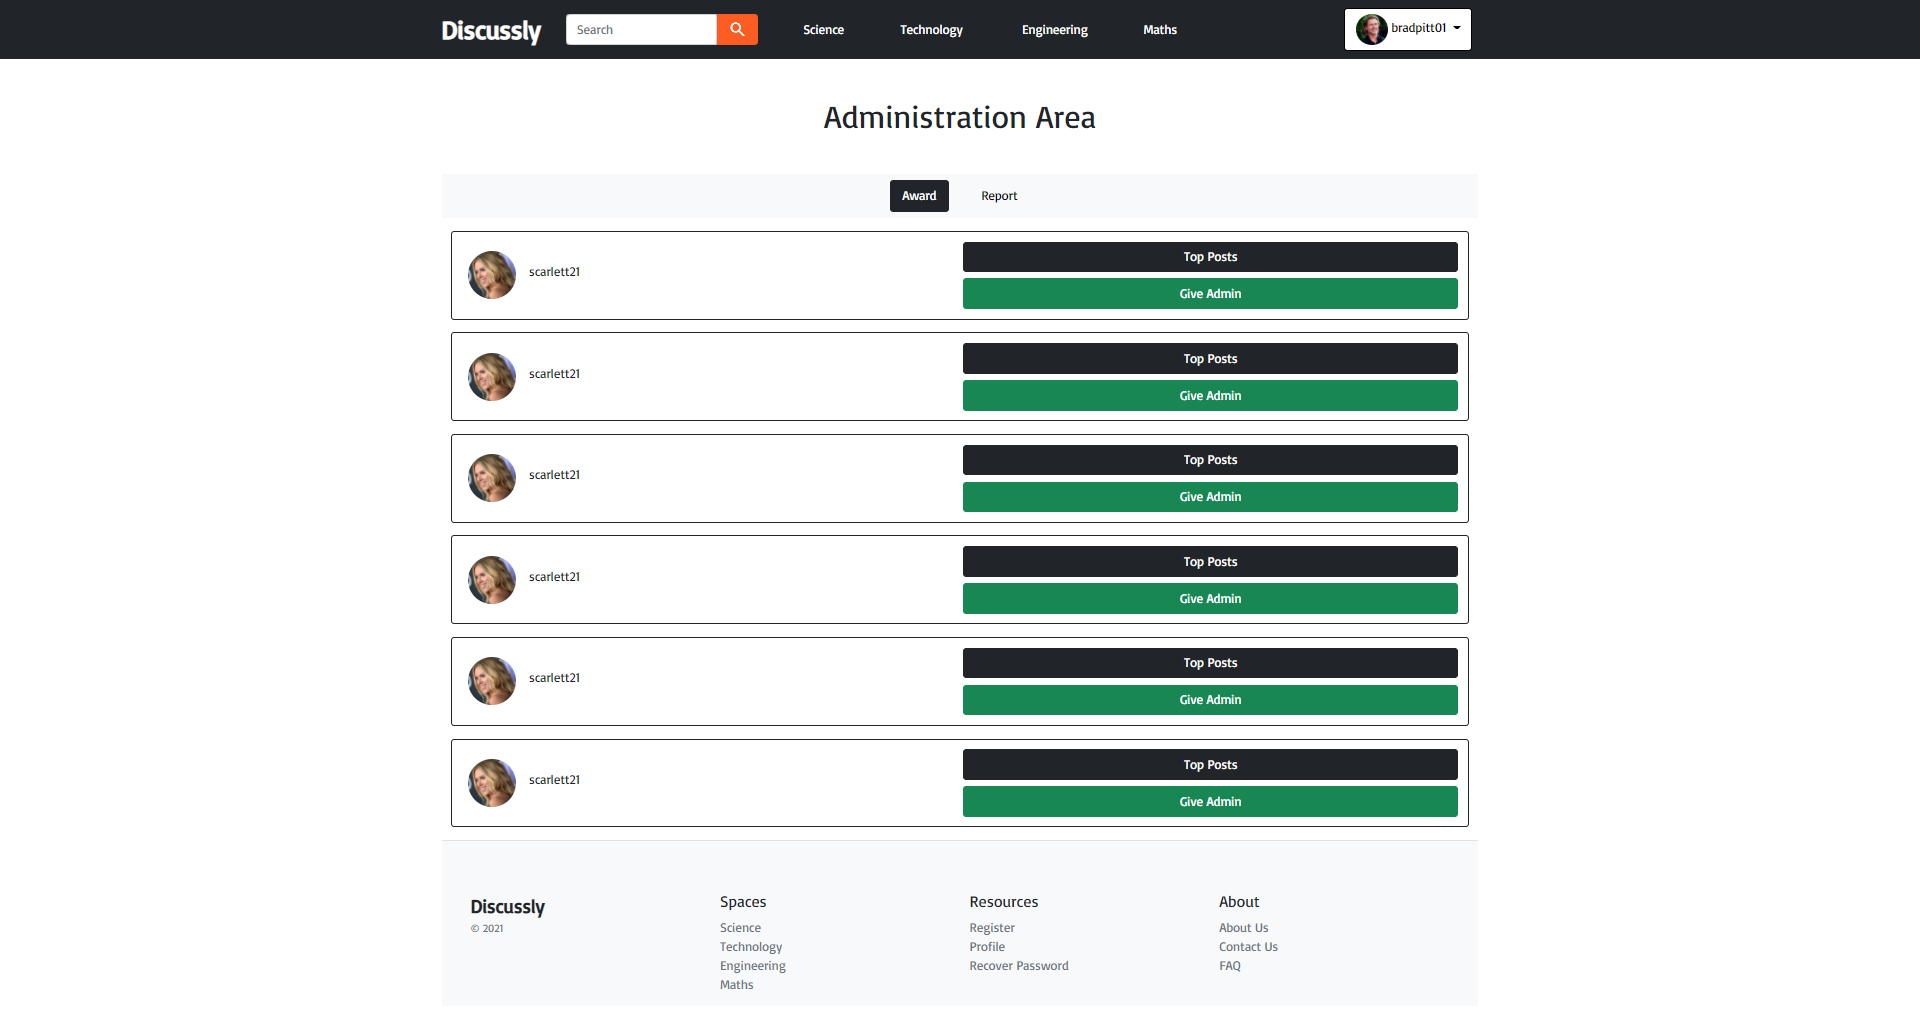 Discussly Search Science Technology Engineering Maths bradpitt01
Administration Area
Award Report
scarlett21
Top Posts
Give Admin
scarlett21
Top Posts
Give Admin
scarlett21
Top Posts
Give Admin
scarlett21
Top Posts
Give Admin
scarlett21
Top Posts
Give Admin
scarlett21
Top Posts
Give Admin
Discussly
© 2021
Spaces
Science
Technology
Engineering
Maths
Resources
Register
Profile
Recover Password
About
About Us
Contact Us
FAQ